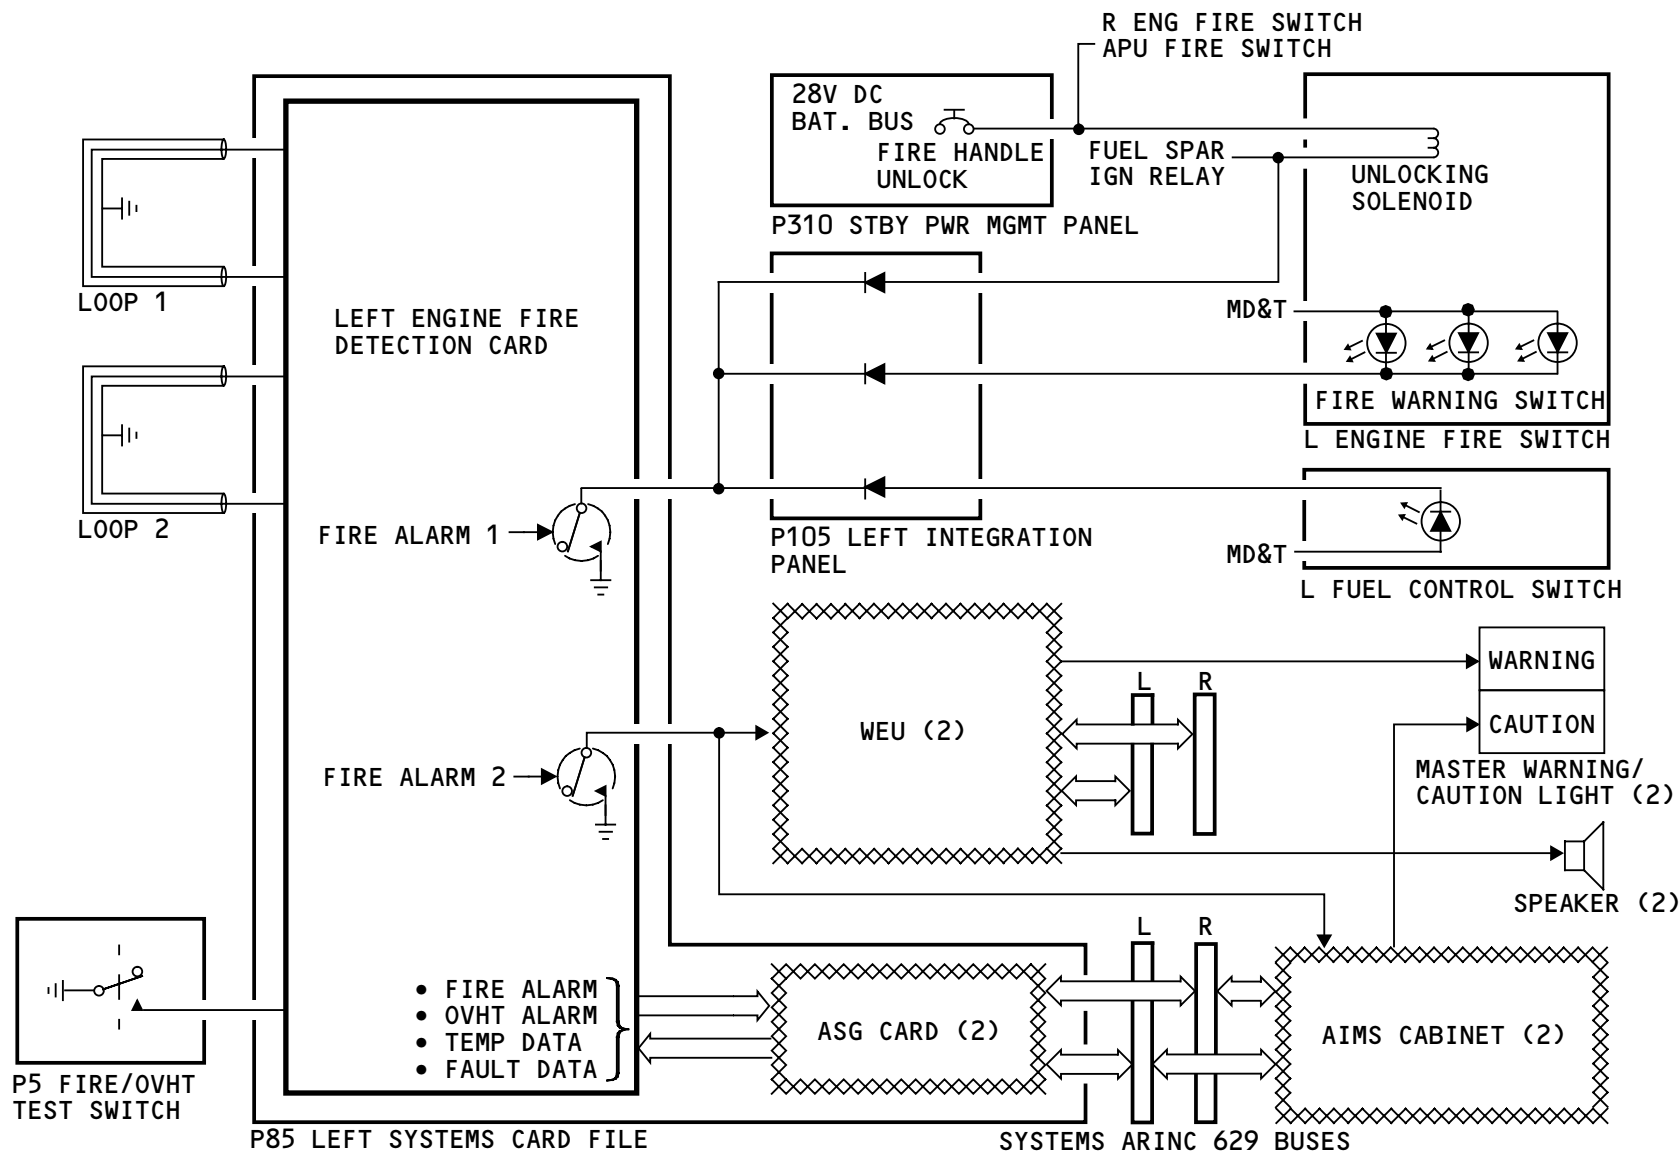 R ENG FIRE SWITCH
APU FIRE SWITCH
28V DC
BAT. BUS
FIRE HANDLE
UNLOCK
FUEL SPAR
IGN RELAY
UNLOCKING
SOLENOID
P310 STBY PWR MGMT PANEL
LOOP 1
LEFT ENGINE FIRE
DETECTION CARD
MD&T
FIRE WARNING SWITCH
L ENGINE FIRE SWITCH
LOOP 2
FIRE ALARM 1
P105 LEFT INTEGRATION
PANEL
MD&T
L FUEL CONTROL SWITCH
WARNING
CAUTION
MASTER WARNING/
CAUTION LIGHT (2)
L
R
WEU (2)
FIRE ALARM 2
SPEAKER (2)
L
R
• FIRE ALARM
• OVHT ALARM
• TEMP DATA
• FAULT DATA
ASG CARD (2)
AIMS CABINET (2)
P5 FIRE/OVHT
TEST SWITCH
P85 LEFT SYSTEMS CARD FILE
SYSTEMS ARINC 629 BUSES